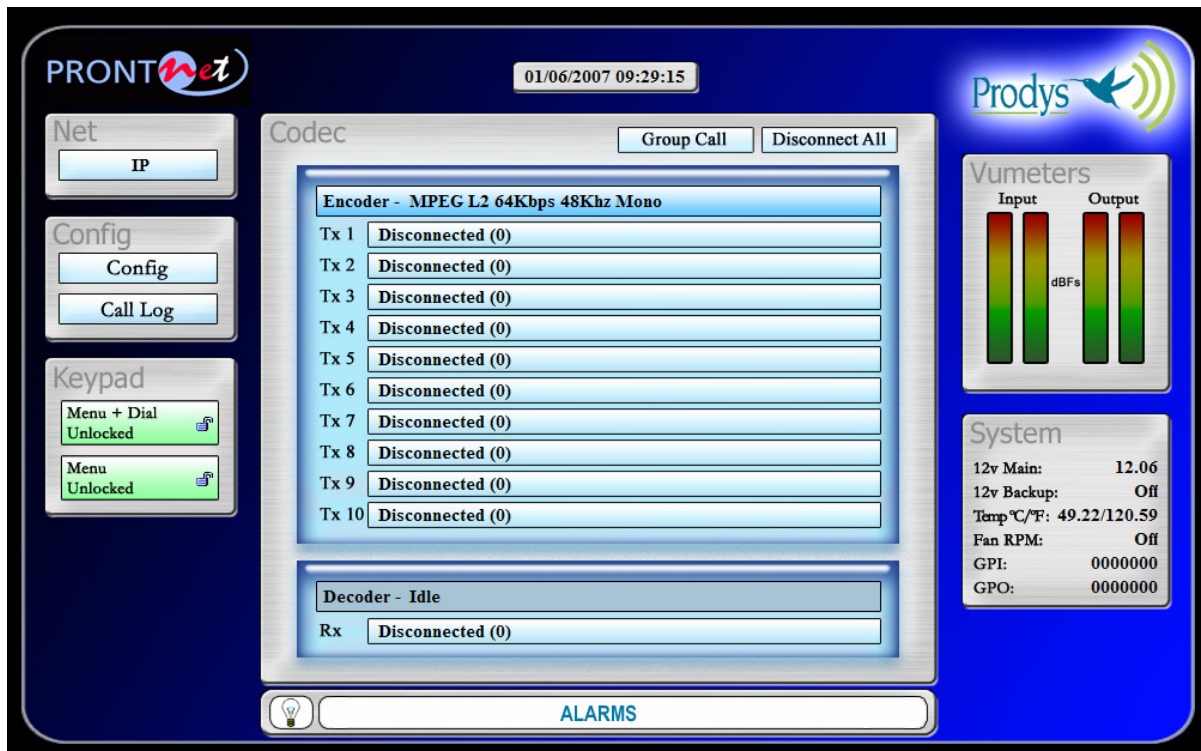 PRONTnet
01/06/2007 09:29:15
Prodys
Net
IP
Config
Config
Call Log
Keypad
Menu + Dial
Unlocked
Menu
Unlocked
Codec
Group Call
Disconnect All
Encoder - MPEG L2 64Kbps 48Khz Mono
Tx 1 Disconnected (0)
Tx 2 Disconnected (0)
Tx 3 Disconnected (0)
Tx 4 Disconnected (0)
Tx 5 Disconnected (0)
Tx 6 Disconnected (0)
Tx 7 Disconnected (0)
Tx 8 Disconnected (0)
Tx 9 Disconnected (0)
Tx 10 Disconnected (0)
Decoder - Idle
Rx Disconnected (0)
ALARMS
Vumeters
Input Output
dBFs
System
12v Main: 12.06
12v Backup: Off
Temp ºC/ºF: 49.22/120.59
Fan RPM: Off
GPI: 0000000
GPO: 0000000